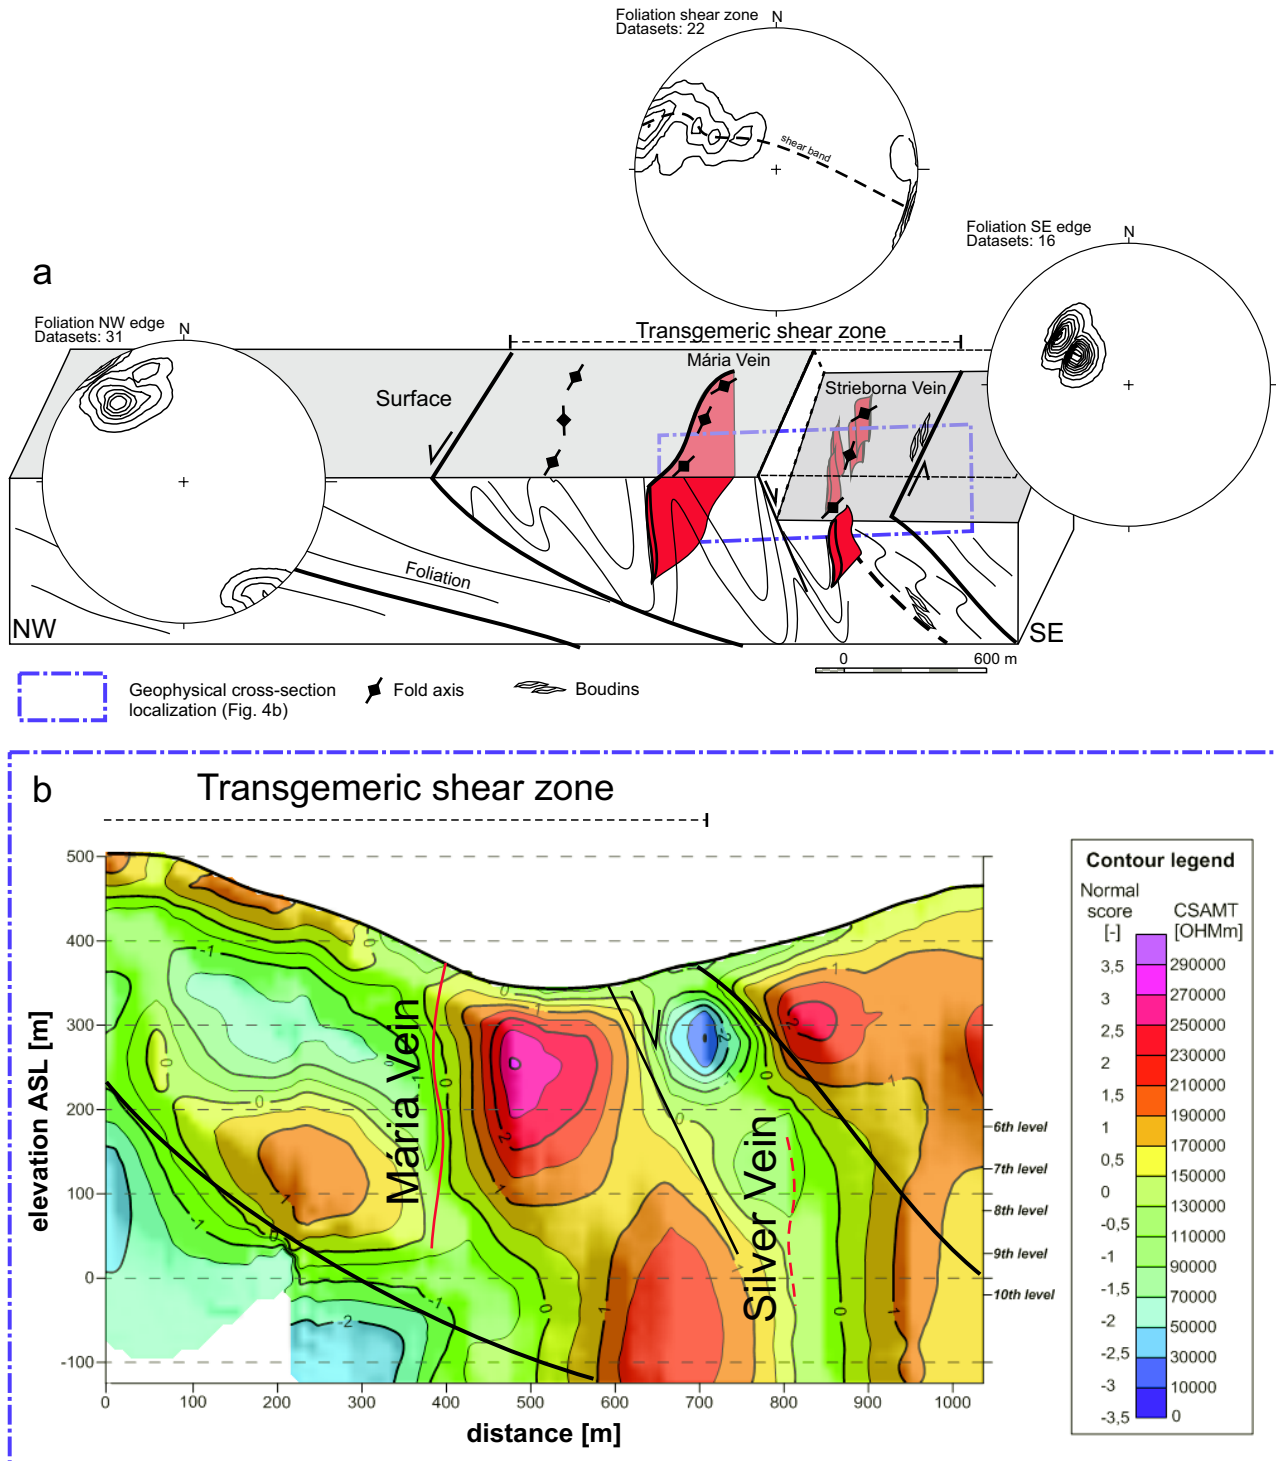 Foliation shear zone
Datasets: 22
N
shear band
Foliation SE edge
Datasets: 16
N
a
Foliation NW edge
Datasets: 31
N
Transgemeric shear zone
Mária Vein
Strieborna Vein
Surface
Foliation
NW
SE
0 600 m
Geophysical cross-section
localization (Fig. 4b)
Fold axis
Boudins
b
Transgemeric shear zone
elevation ASL [m]
500
400
300
200
100
0
-100
Mária Vein
Silver Vein
6th level
7th level
8th level
9th level
10th level
0 100 200 300 400 500 600 700 800 900 1000
distance [m]
Contour legend
Normal
score
[-]
CSAMT
[OHMm]
3,5 290000
3 270000
2,5 250000
2 230000
1,5 210000
1 190000
0,5 170000
0 150000
-0,5 130000
-1 110000
-1,5 90000
-2 70000
-2,5 50000
-3 30000
-3,5 10000
0